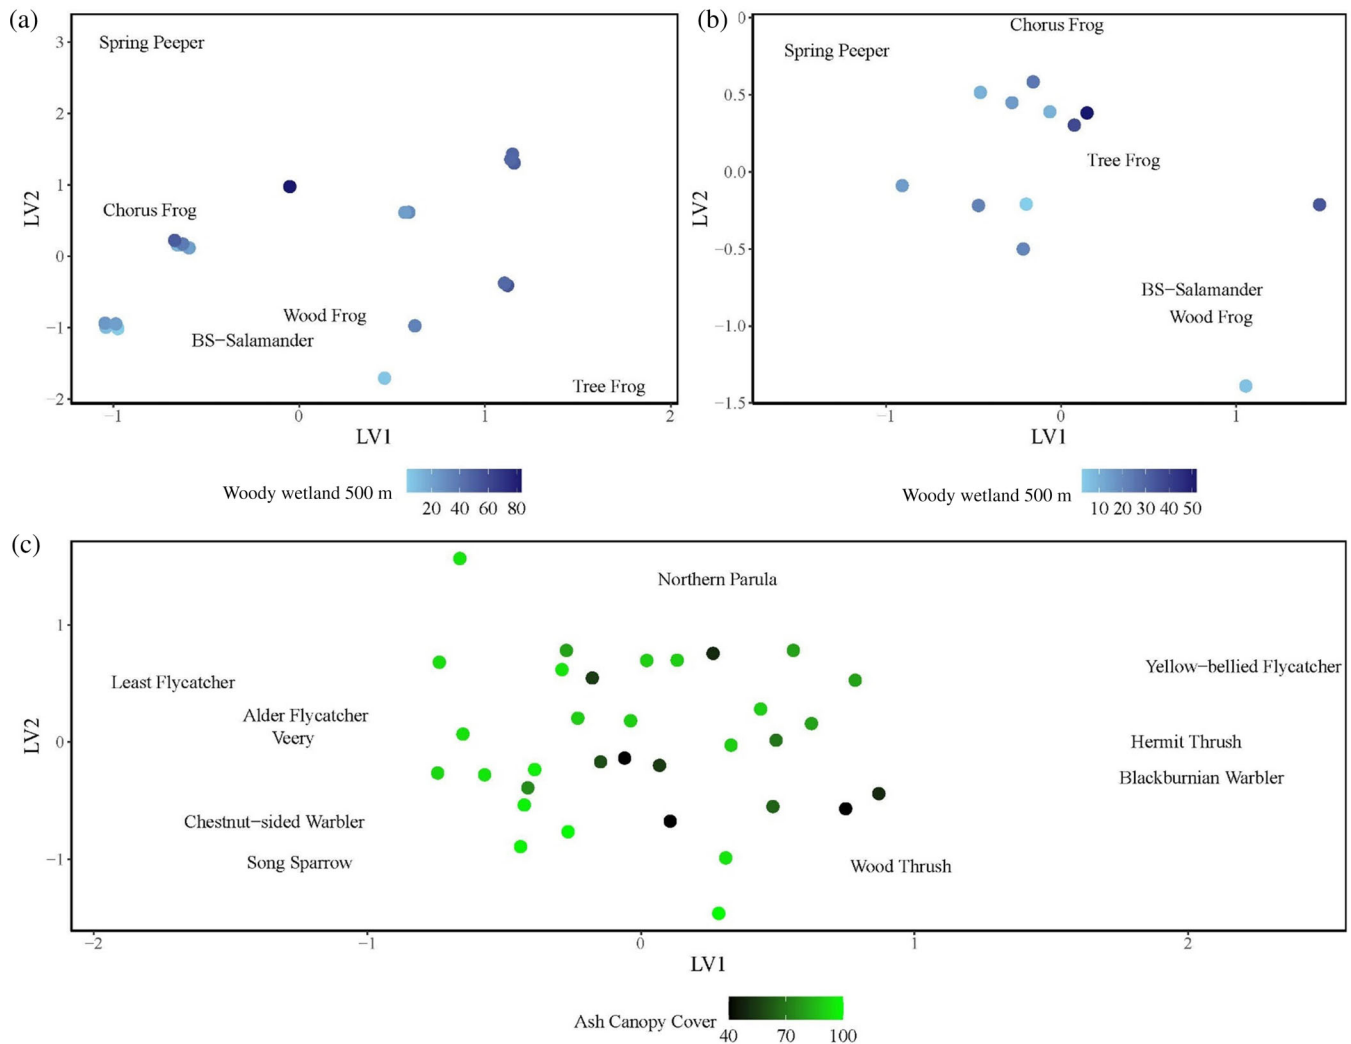 (a)
3
2
1
0
−1
−2
LV2
Spring Peeper
Chorus Frog
Wood Frog
BS−Salamander
Tree Frog
−1
0
1
2
LV1
Woody wetland 500 m
20 40 60 80
(b)
0
0.5
0.0
−0.5
−1.0
−1.5
LV2
Chorus Frog
Spring Peeper
Tree Frog
BS−Salamander
Wood Frog
−1
0
1
LV1
Woody wetland 500 m
10 20 30 40 50
(c)
1
0
−1
LV2
Northern Parula
Yellow−bellied Flycatcher
Least Flycatcher
Alder Flycatcher
Veery
Hermit Thrush
Blackburnian Warbler
Chestnut−sided Warbler
Song Sparrow
Wood Thrush
−2
−1
0
1
2
LV1
Ash Canopy Cover
40 70 100